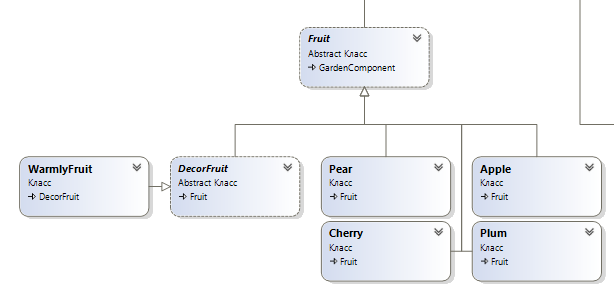 Fruit
Abstract Класс
GardenComponent
WarmlyFruit
Класс
DecorFruit
DecorFruit
Abstract Класс
Fruit
Pear
Класс
Fruit
Apple
Класс
Fruit
Cherry
Класс
Fruit
Plum
Класс
Fruit